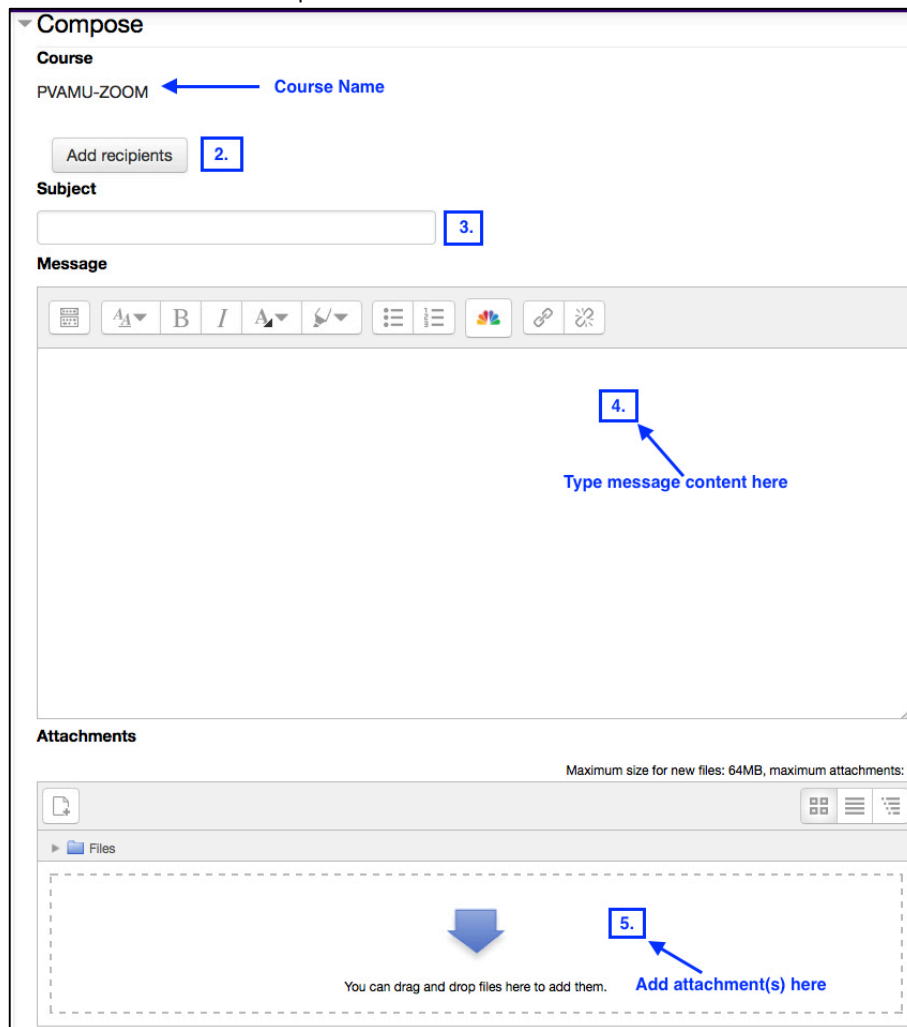 Compose
Course
PVAMU-ZOOM
Course Name
Add recipients
2.
Subject
3.
Message
B I
4.
Type message content here
Attachments
Maximum size for new files: 64MB, maximum attachments:
Files
5.
You can drag and drop files here to add them.
Add attachment(s) here